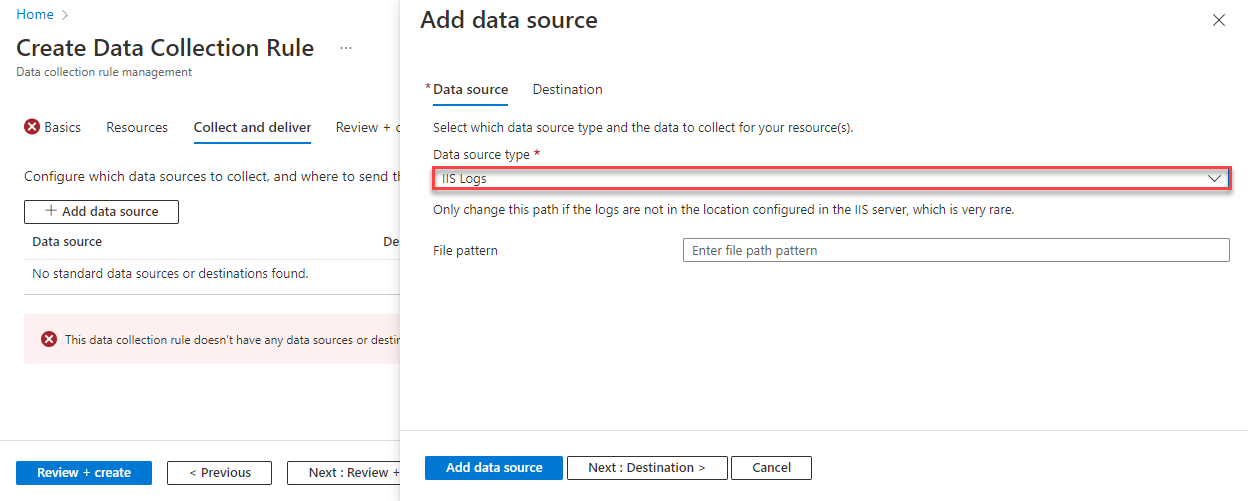 Home >
Create Data Collection Rule ...
Data collection rule management
Basics Resources Collect and deliver Review +
Configure which data sources to collect, and where to send
+ Add data source
Data source
No standard data sources or destinations found.
This data collection rule doesn't have any data sources or
Review + create < Previous Next : Review +
Add data source
* Data source Destination
Select which data source type and the data to collect for your resource(s).
Data source type *
IIS Logs
Only change this path if the logs are not in the location configured in the IIS server, which is very rare.
File pattern Enter file path pattern
Add data source Next : Destination > Cancel